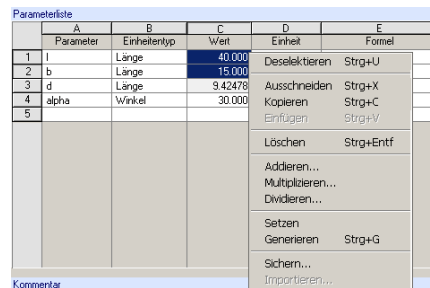 Parameterliste
A B C D E
Parameter Einheitentyp Wert Einheit Formel
1 l Länge 40.000
2 b Länge 15.000
3 d Länge 9.42478
4 alpha Winkel 30.000
5
Deselektieren Strg+U
Ausschneiden Strg+X
Kopieren Strg+C
Einfügen Strg+V
Löschen Strg+Entf
Addieren...
Multiplizieren...
Dividieren...
Setzen
Generieren Strg+G
Sichern...
Importieren...
Kommentar